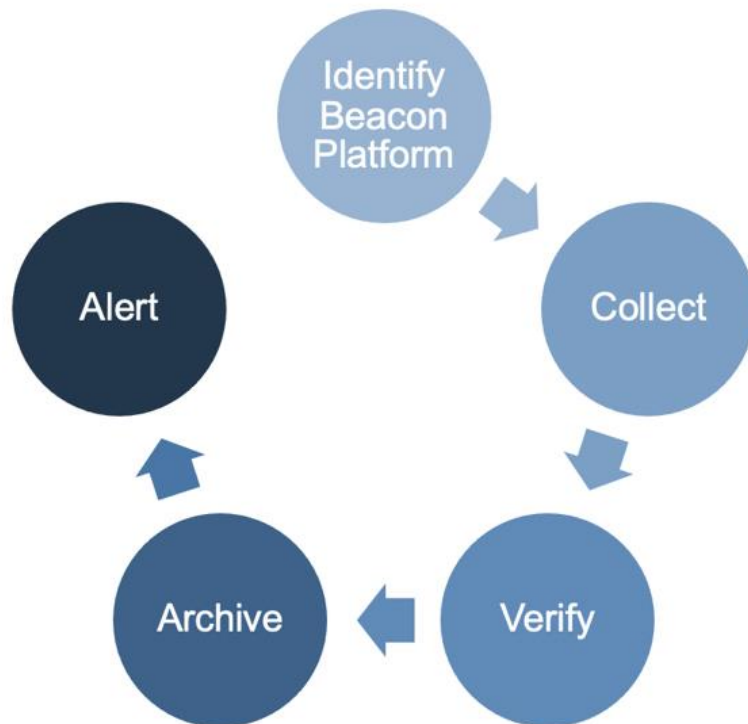 Identify
Beacon
Platform
Collect
Verify
Archive
Alert